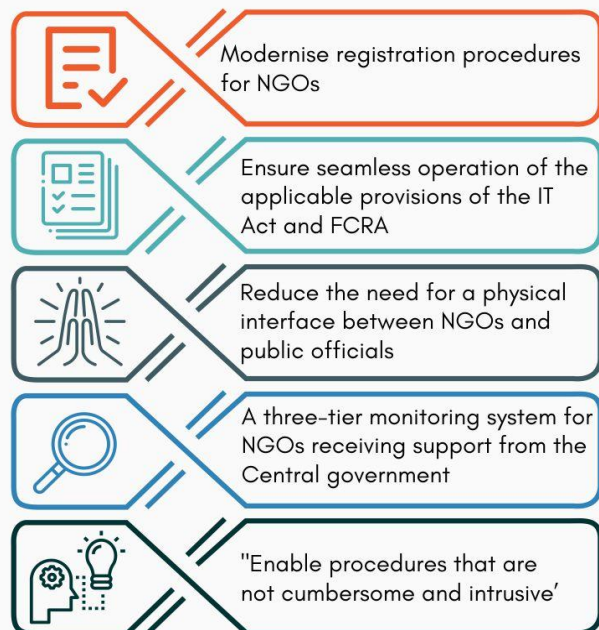 Modernise registration procedures
for NGOs
Ensure seamless operation of the
applicable provisions of the IT
Act and FCRA
Reduce the need for a physical
interface between NGOs and
public officials
A three-tier monitoring system for
NGOs receiving support from the
Central government
"Enable procedures that are
not cumbersome and intrusive’